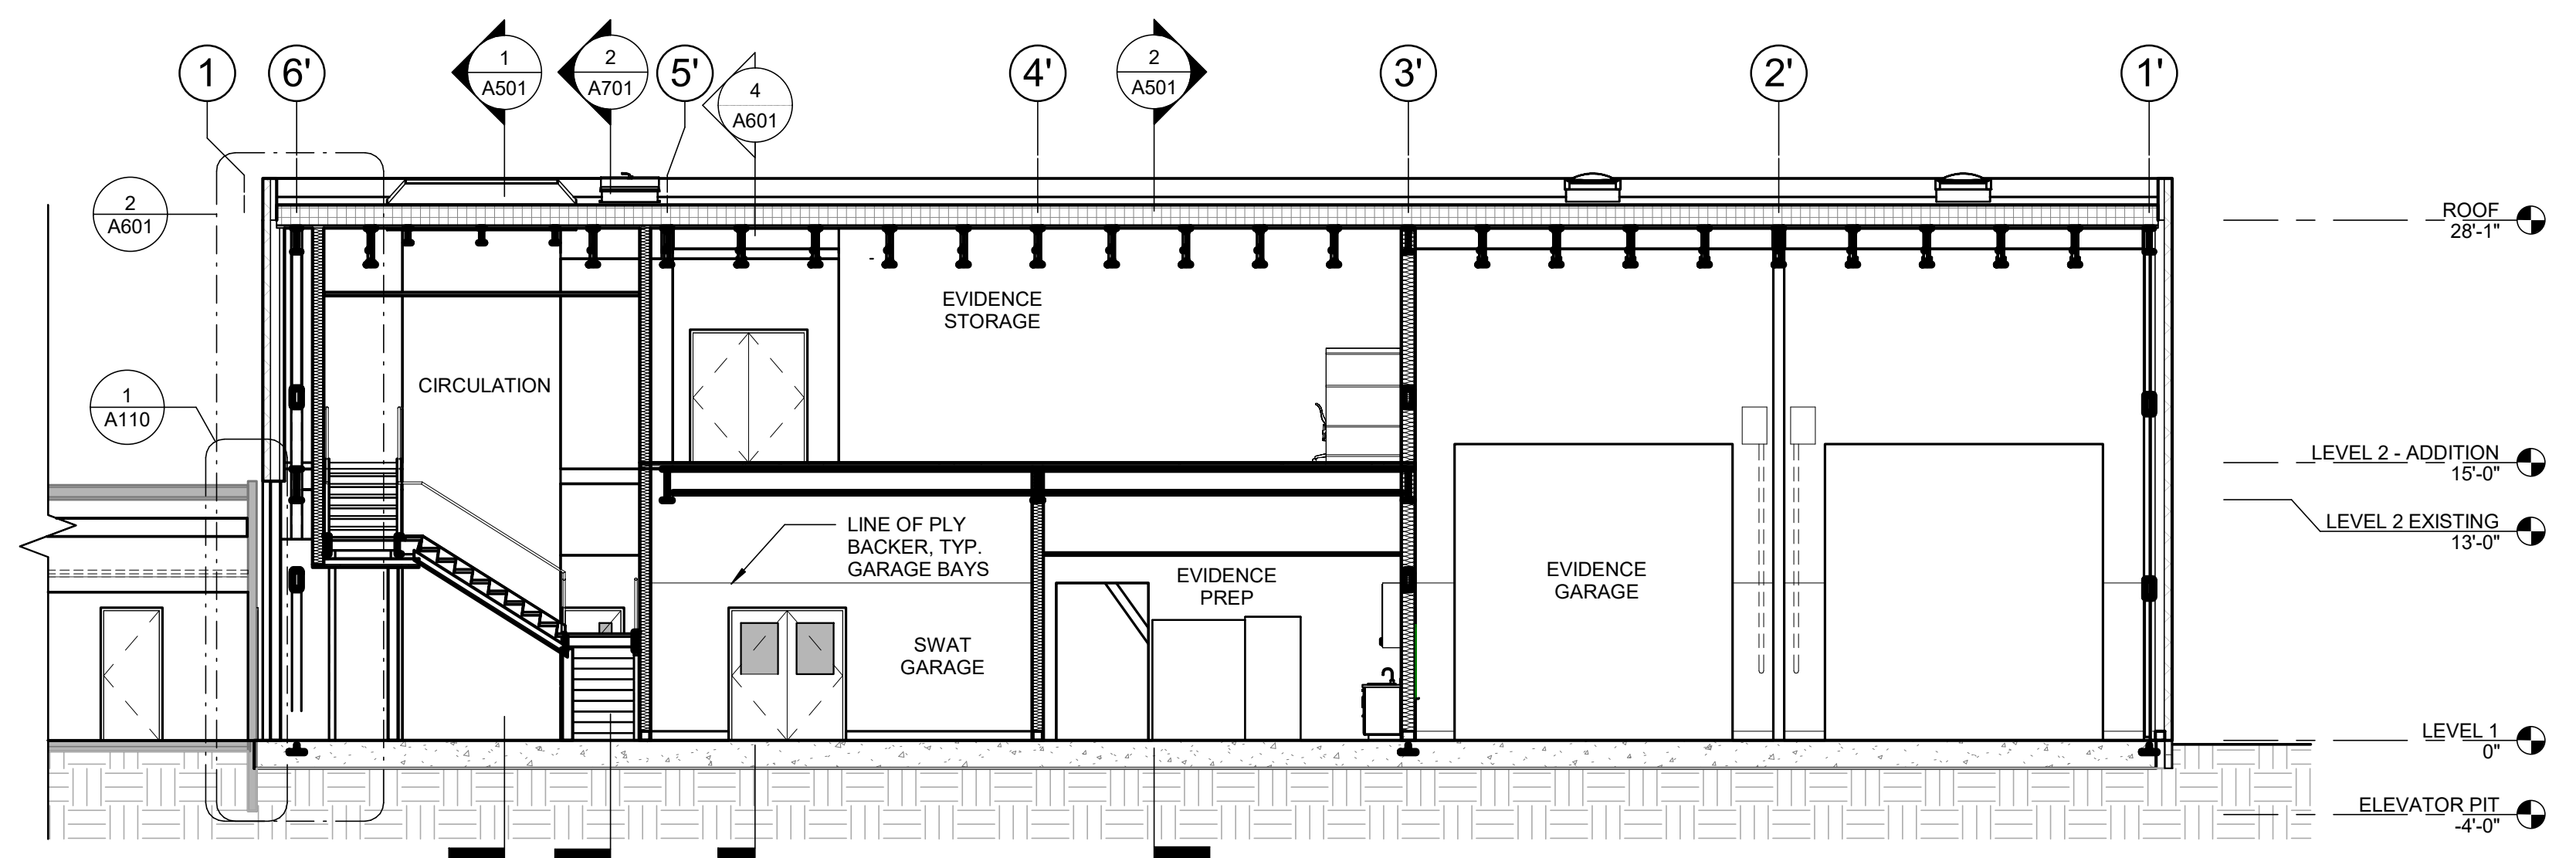 1
6'
1
A501
2
A701
5'
4
A601
4'
2
A501
3'
2'
1'
2
A601
ROOF
28'-1"
EVIDENCE
STORAGE
CIRCULATION
1
A110
LEVEL 2 - ADDITION
15'-0"
LEVEL 2 EXISTING
13'-0"
LINE OF PLY
BACKER, TYP.
GARAGE BAYS
EVIDENCE
PREP
EVIDENCE
GARAGE
SWAT
GARAGE
LEVEL 1
0"
ELEVATOR PIT
-4'-0"